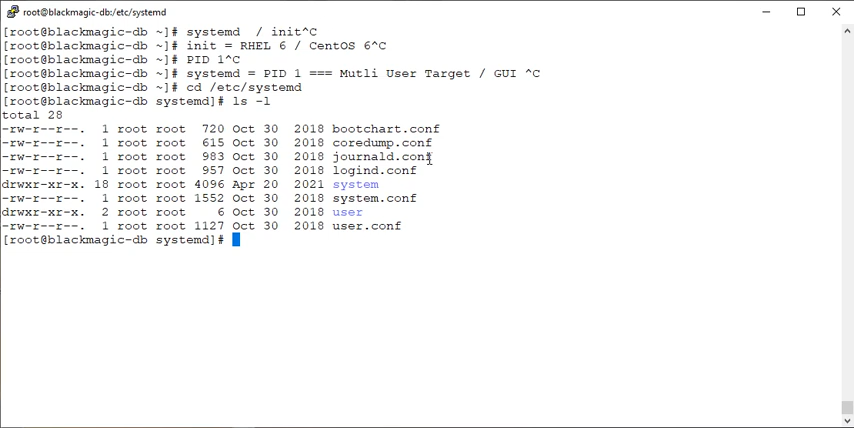 root@blackmagic-db:/etc/systemd
[root@blackmagic-db ~]# systemd  / init^C
[root@blackmagic-db ~]# init = RHEL 6 / CentOS 6^C
[root@blackmagic-db ~]# PID 1^C
[root@blackmagic-db ~]# systemd = PID 1 === Mutli User Target / GUI ^C
[root@blackmagic-db ~]# cd /etc/systemd
[root@blackmagic-db systemd]# ls -l
total 28
-rw-r--r--.  1 root root  720 Oct 30  2018 bootchart.conf
-rw-r--r--.  1 root root  615 Oct 30  2018 coredump.conf
-rw-r--r--.  1 root root  983 Oct 30  2018 journald.conf
-rw-r--r--.  1 root root  957 Oct 30  2018 logind.conf
drwxr-xr-x. 18 root root 4096 Apr 20  2021 system
-rw-r--r--.  1 root root 1552 Oct 30  2018 system.conf
drwxr-xr-x.  2 root root    6 Oct 30  2018 user
-rw-r--r--.  1 root root 1127 Oct 30  2018 user.conf
[root@blackmagic-db systemd]#